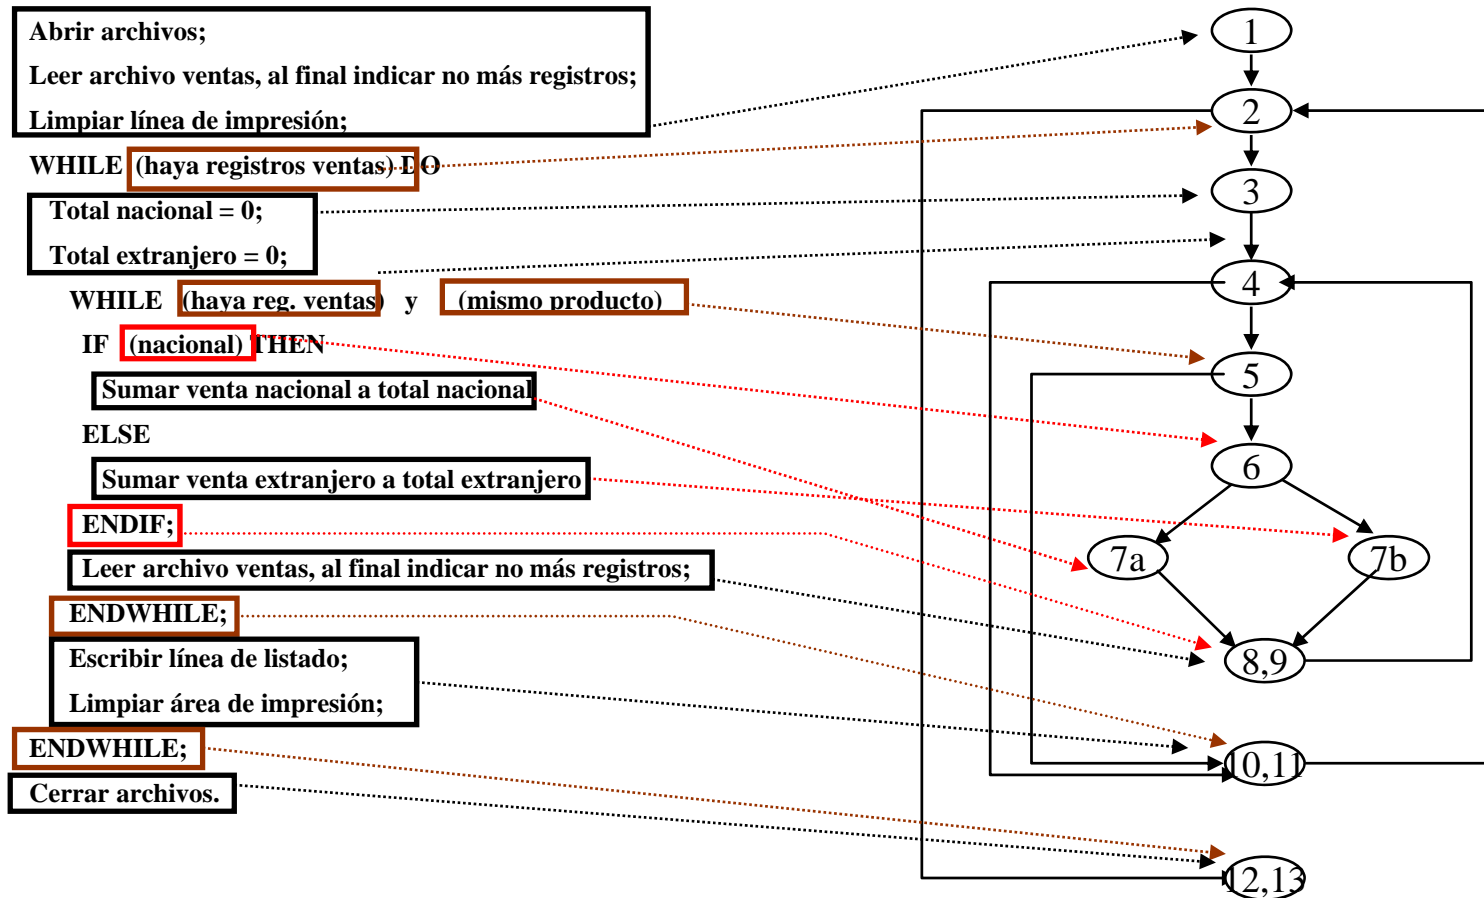 Abrir archivos;
Leer archivo ventas, al final indicar no más registros;
Limpiar línea de impresión;
WHILE (haya registros ventas) DO
Total nacional = 0;
Total extranjero = 0;
WHILE (haya reg. ventas) y (mismo producto)
IF (nacional) THEN
Sumar venta nacional a total nacional
ELSE
Sumar venta extranjero a total extranjero
ENDIF;
Leer archivo ventas, al final indicar no más registros;
ENDWHILE;
Escribir línea de listado;
Limpiar área de impresión;
ENDWHILE;
Cerrar archivos.
1
2
3
4
5
6
7a 7b
8,9
10,11
12,13